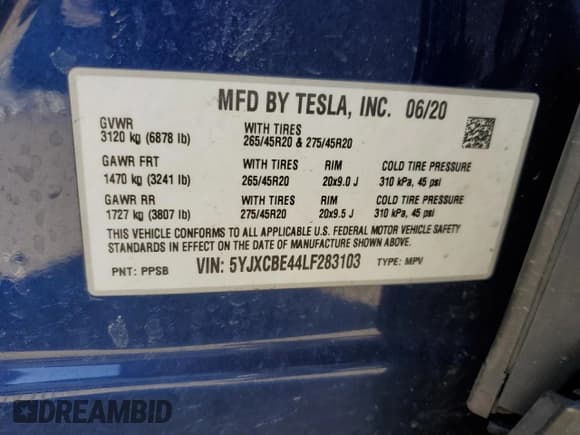 MFD BY TESLA, INC. 06/20
GVWR WITH TIRES
3120 kg (6878 lb) 265/45R20 & 275/45R20
GAWR FRT WITH TIRES RIM COLD TIRE PRESSURE
1470 kg (3241 lb) 265/45R20 20x9.0 J 310 kPa, 45 psi
GAWR RR WITH TIRES RIM COLD TIRE PRESSURE
1727 kg (3807 lb) 275/45R20 20x9.5 J 310 kPa, 45 psi
THIS VEHICLE CONFORMS TO ALL APPLICABLE U.S. FEDERAL MOTOR VEHICLE SAFETY
STANDARDS IN EFFECT ON THE DATE OF MANUFACTURE SHOWN ABOVE.
PNT: PPSB VIN: 5YJXCBE44LF283103 TYPE: MPV
DREAMBID